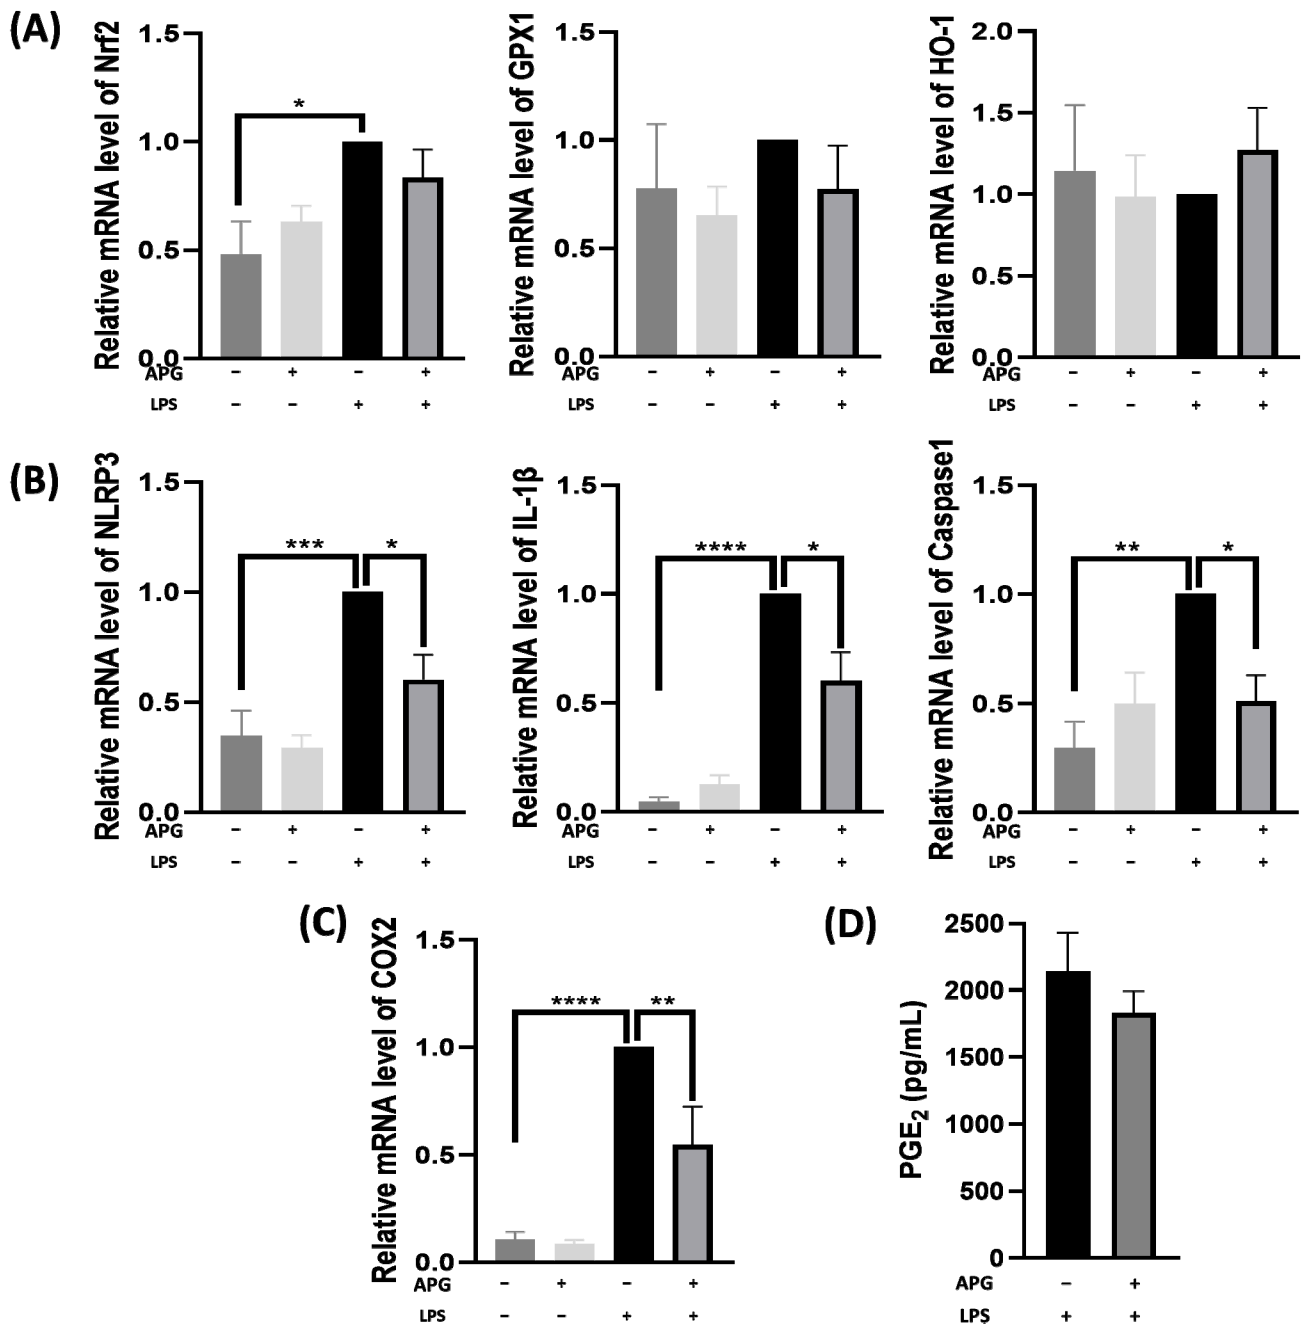 (A)
Relative mRNA level of Nrf2
1.5
1.0
0.5
0.0
*
APG − + − +
LPS − − + +
Relative mRNA level of GPX1
1.5
1.0
0.5
0.0
APG − + − +
LPS − − + +
Relative mRNA level of HO-1
2.0
1.5
1.0
0.5
0.0
APG − + − +
LPS − − + +
(B)
Relative mRNA level of NLRP3
1.5
1.0
0.5
0.0
*** *
APG − + − +
LPS − − + +
Relative mRNA level of IL-1β
1.5
1.0
0.5
0.0
**** *
APG − + − +
LPS − − + +
Relative mRNA level of Caspase1
1.5
1.0
0.5
0.0
** *
APG − + − +
LPS − − + +
(C)
Relative mRNA level of COX2
1.5
1.0
0.5
0.0
**** **
APG − + − +
LPS − − + +
(D)
PGE₂ (pg/mL)
2500
2000
1500
1000
500
0
APG − +
LPS + +